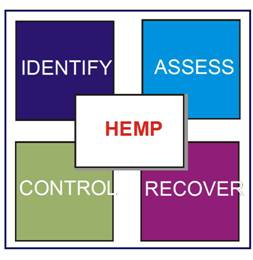 IDENTIFY
ASSESS
HEMP
CONTROL
RECOVER